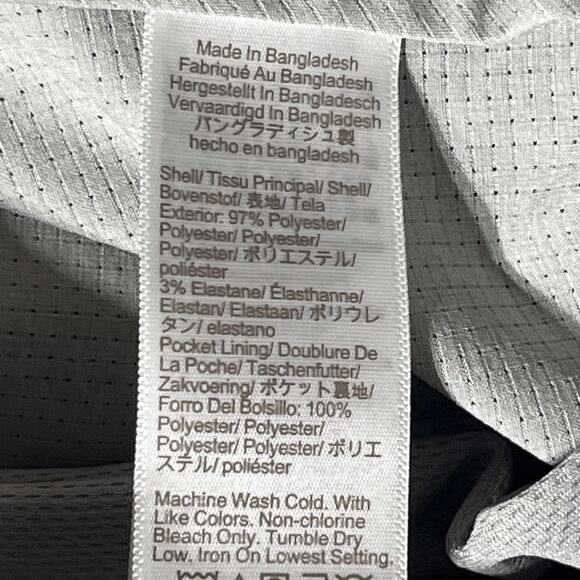 Made In Bangladesh
Fabriqué Au Bangladesh
Hergestellt In Bangladesch
Vervaardigd In Bangladesh
バングラディシュ製
hecho en bangladesh
Shell/ Tissu Principal/ Shell/
Bovenstof/ 表地/ Tela
Exterior: 97% Polyester/
Polyester/ Polyester/
Polyester/ ポリエステル/
poliéster
3% Elastane/ Élasthanne/
Elastan/ Elastaan/ ポリウレ
タン/ elastano
Pocket Lining/ Doublure De
La Poche/ Taschenfutter/
Zakvoering/ ポケット裏地/
Forro Del Bolsillo: 100%
Polyester/ Polyester/
Polyester/ Polyester/ ポリエ
ステル/ poliéster
Machine Wash Cold. With
Like Colors. Non-chlorine
Bleach Only. Tumble Dry
Low. Iron On Lowest Setting.